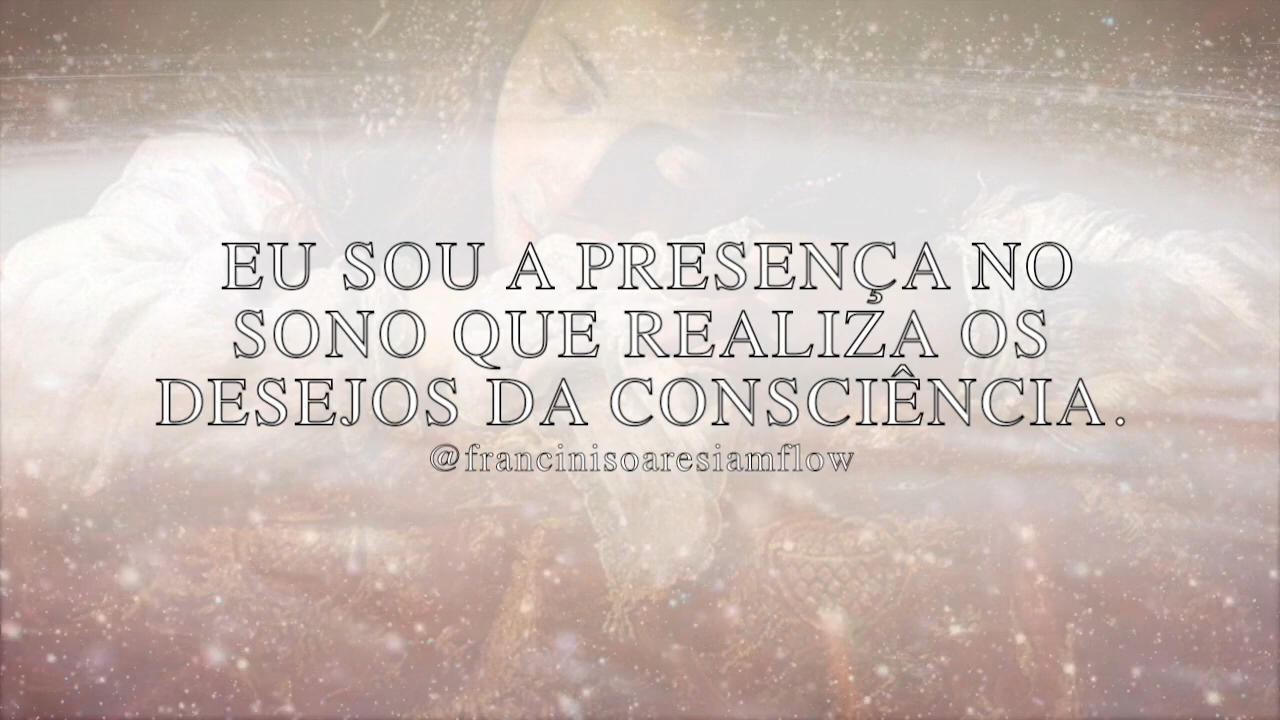 EU SOU A PRESENÇA NO
SONO QUE REALIZA OS
DESEJOS DA CONSCIÊNCIA.
@francinisoaresiamflow